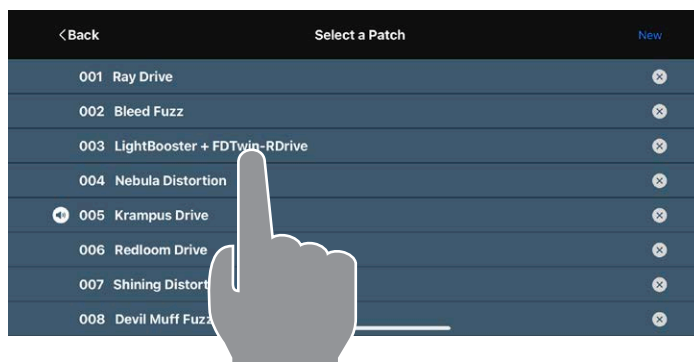 <Back Select a Patch New
001 Ray Drive
002 Bleed Fuzz
003 LightBooster + FDTwin-RDrive
004 Nebula Distortion
005 Krampus Drive
006 Redloom Drive
007 Shining Distort
008 Devil Muff Fuzz